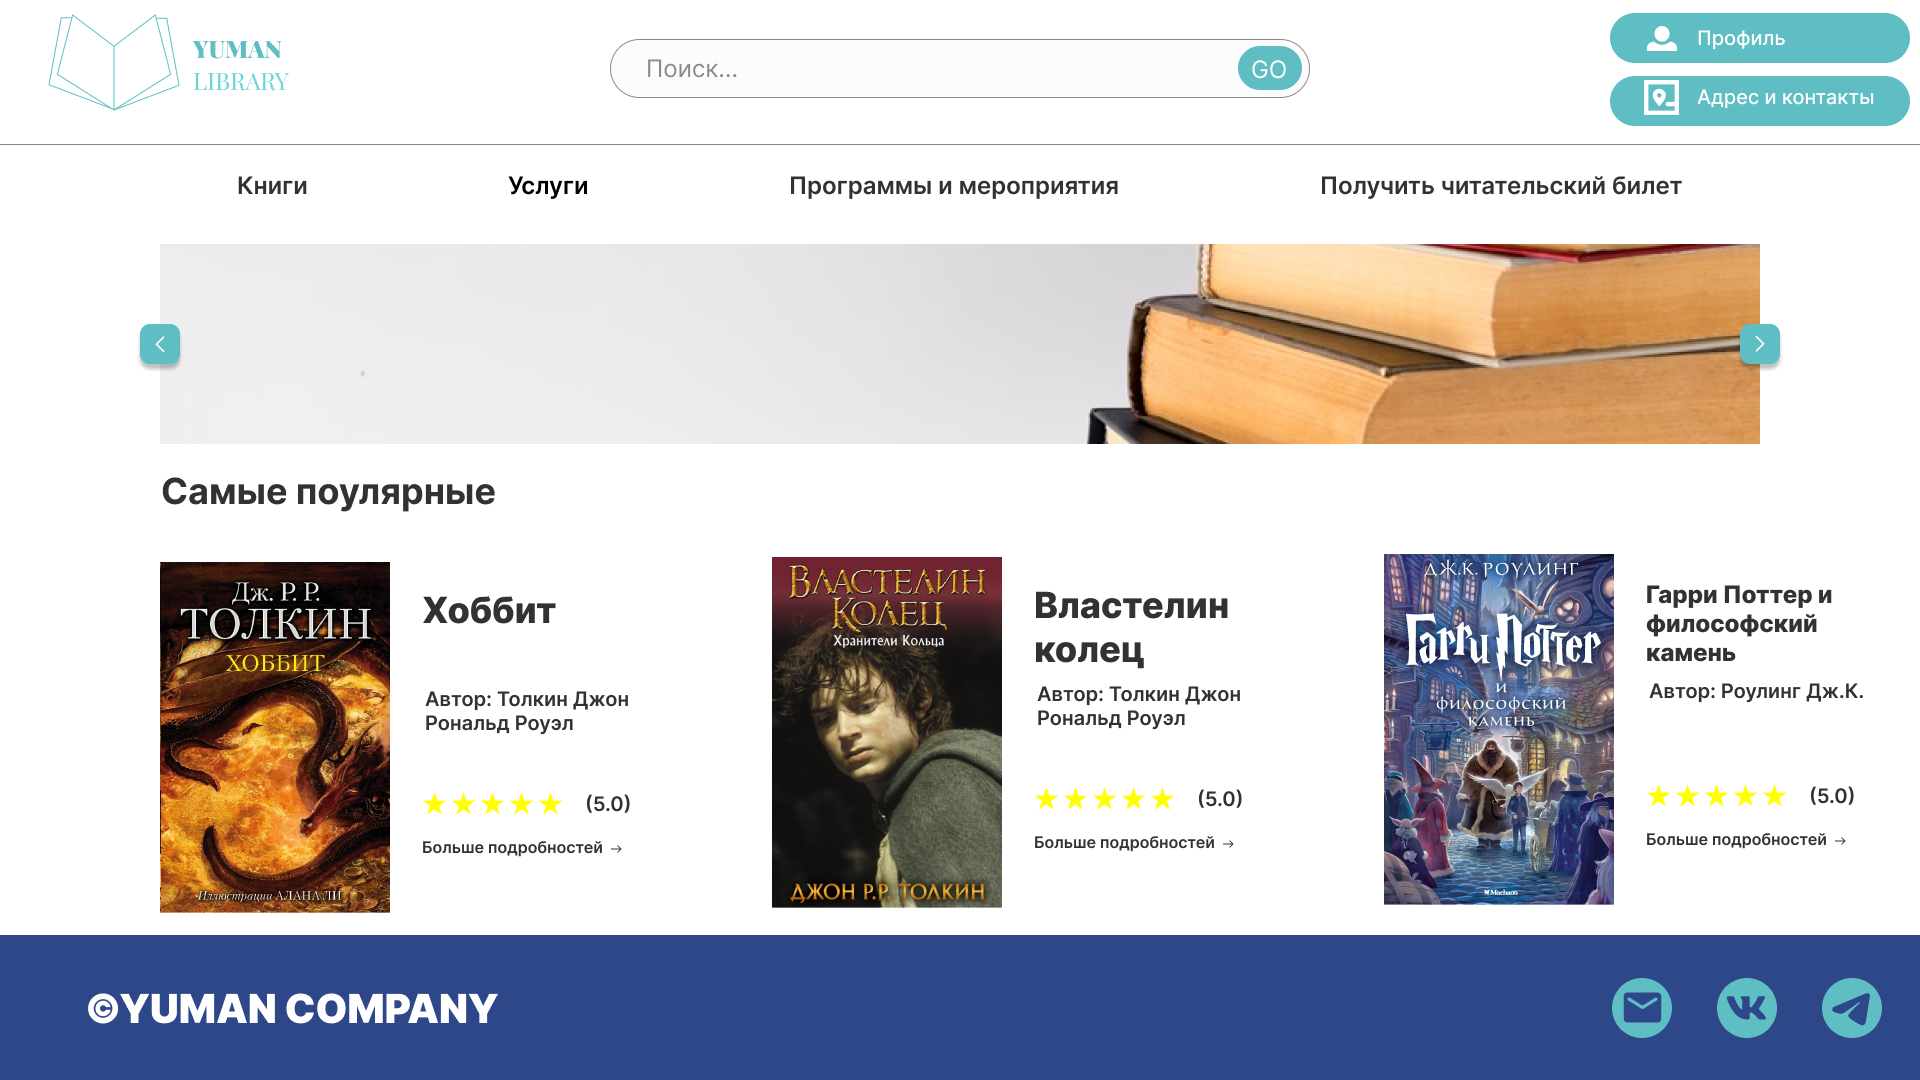 YUMAN
LIBRARY
Поиск...
GO
Профиль
Адрес и контакты
Книги
Услуги
Программы и мероприятия
Получить читательский билет
Самые поулярные
Дж. Р. Р.
ТОЛКИН
ХОББИТ
Иллюстрации АЛАНА ЛИ
Хоббит
Автор: Толкин Джон
Рональд Роуэл
★★★★★ (5.0)
Больше подробностей →
ВЛАСТЕЛИН
КОЛЕЦ
Хранители Кольца
ДЖОН Р.Р. ТОЛКИН
Властелин
колец
Автор: Толкин Джон
Рональд Роуэл
★★★★★ (5.0)
Больше подробностей →
ДЖ.К. РОУЛИНГ
Гарри Поттер
И
ФИЛОСОФСКИЙ
КАМЕНЬ
Machaon
Гарри Поттер и
философский
камень
Автор: Роулинг Дж.К.
★★★★★ (5.0)
Больше подробностей →
©YUMAN COMPANY